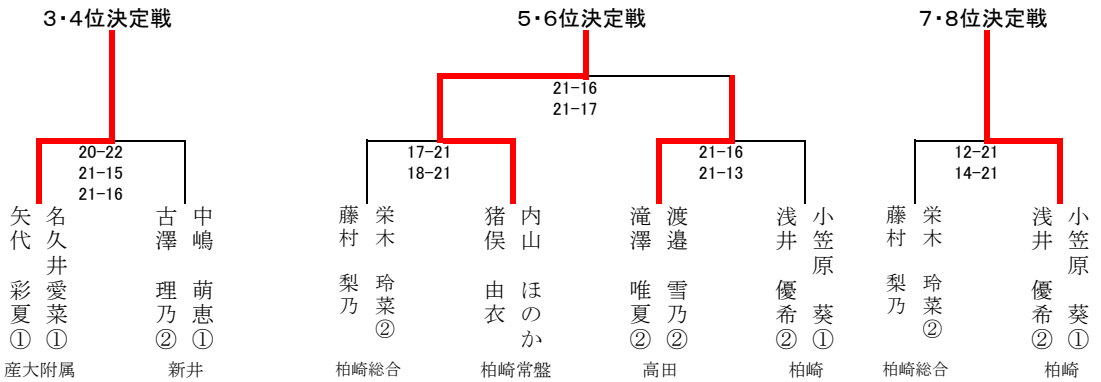 3・4位決定戦
20-22
21-15
21-16
矢代 彩夏①
名久井愛菜①
産大附属
古澤 理乃②
中嶋 萌恵①
新井
5・6位決定戦
21-16
21-17
17-21
18-21
21-16
21-13
藤村 梨乃
栄木 玲菜②
柏崎総合
猪俣 由衣
内山 ほのか
柏崎常盤
滝澤 唯夏②
渡邉 雪乃②
高田
浅井 優希②
小笠原 葵①
柏崎
7・8位決定戦
12-21
14-21
藤村 梨乃
栄木 玲菜②
柏崎総合
浅井 優希②
小笠原 葵①
柏崎